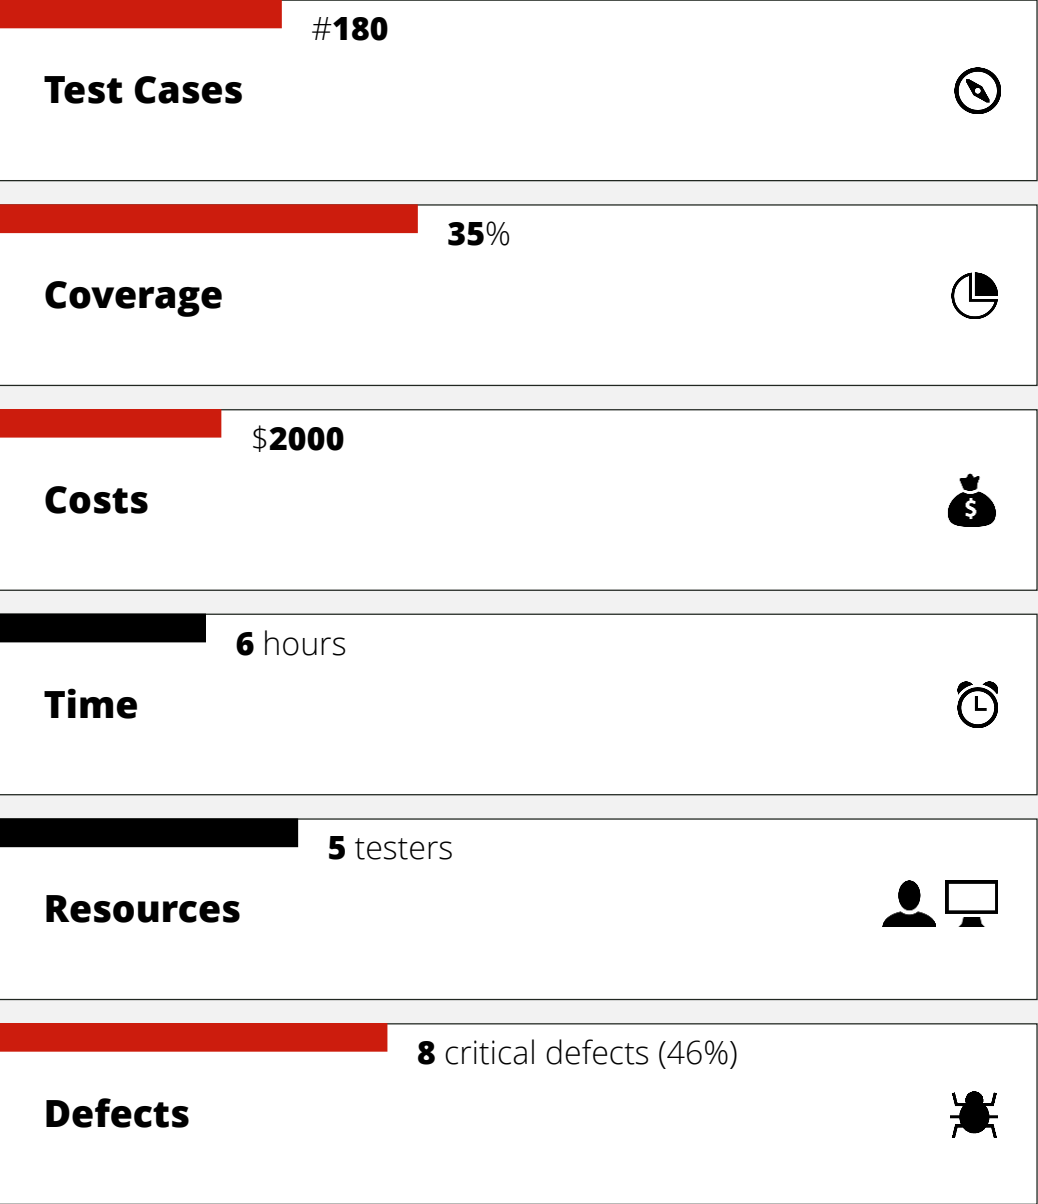 #180
Test Cases
35%
Coverage
$2000
Costs
$
6 hours
Time
5 testers
Resources
8 critical defects (46%)
Defects